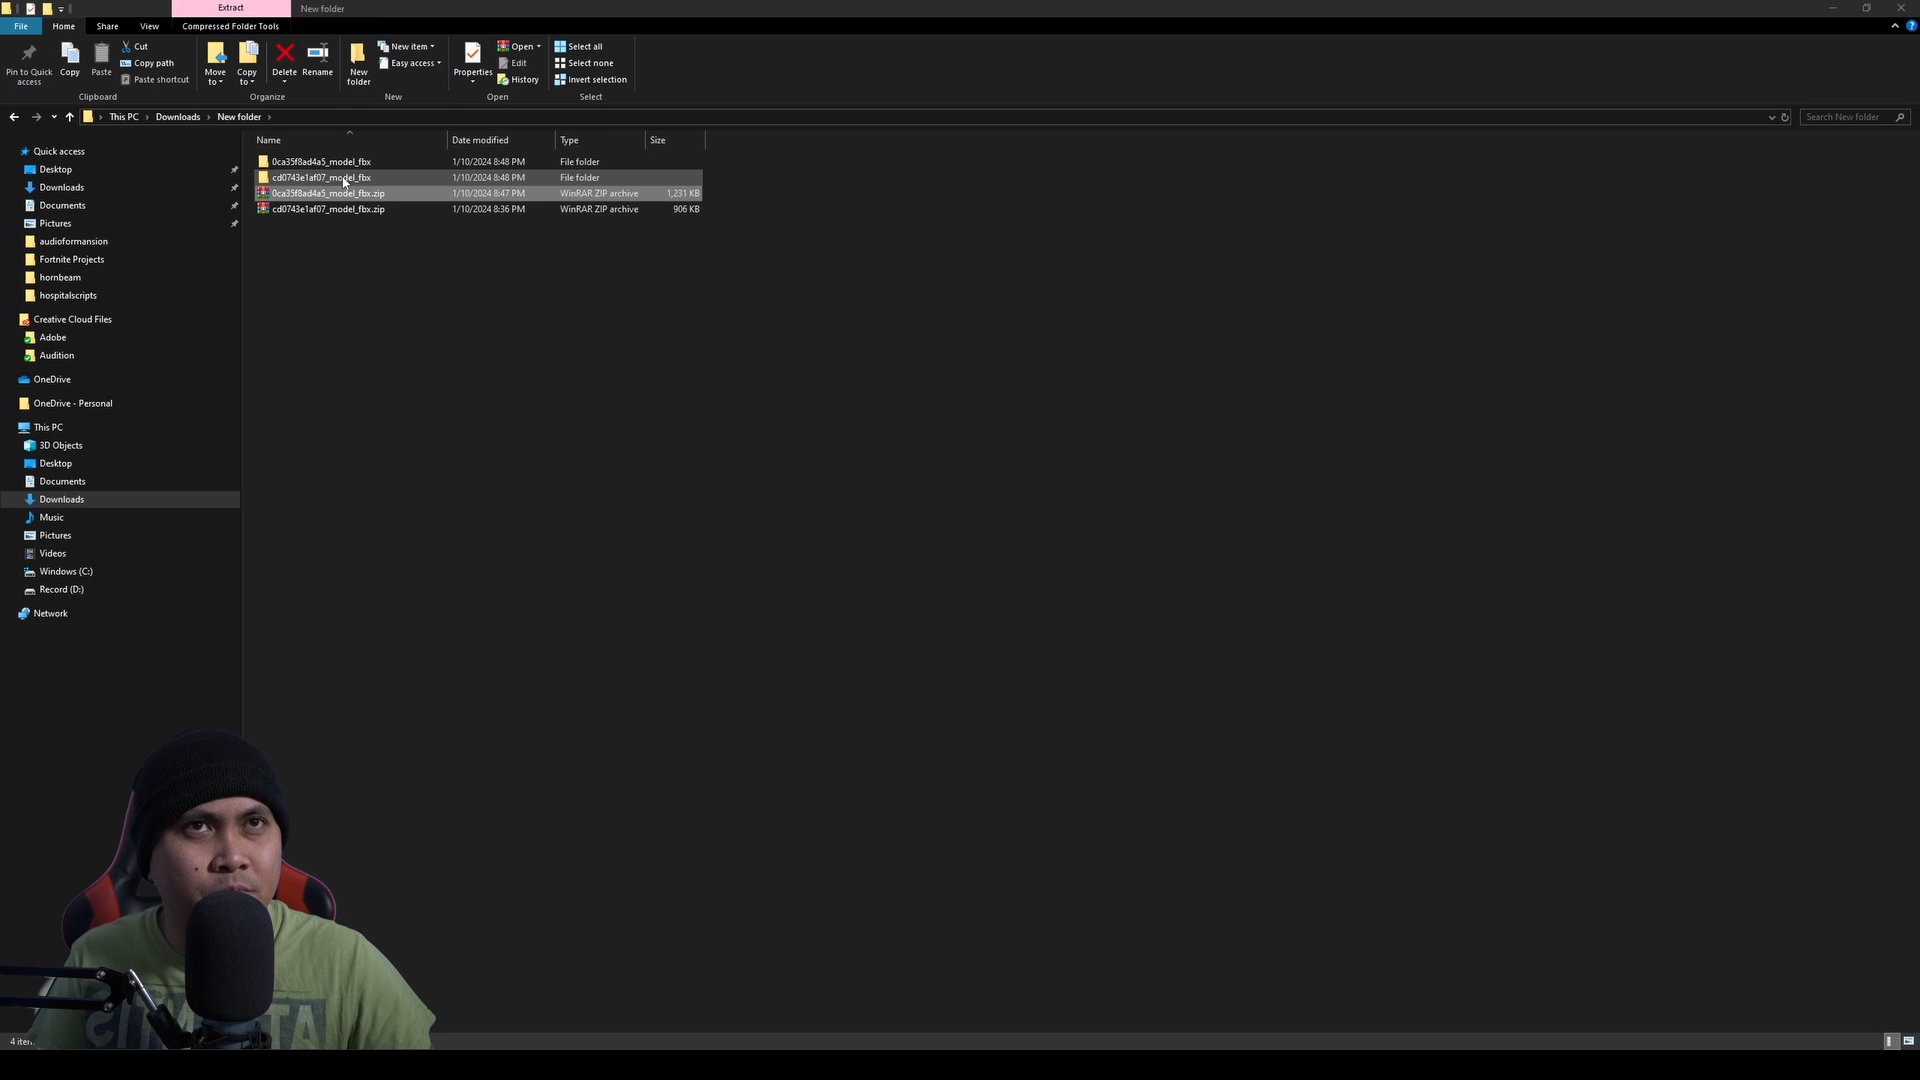 Extract
New folder
File
Home
Share
View
Compressed Folder Tools
Pin to Quick
access
Copy
Paste
Cut
Copy path
Paste shortcut
Clipboard
Move
to
Copy
to
Delete
Rename
Organize
New
folder
New item
Easy access
New
Properties
Open
Edit
History
Open
Select all
Select none
Invert selection
Select
This PC
Downloads
New folder
Search New folder
Name
Date modified
Type
Size
0ca35f8ad4a5_model_fbx 1/10/2024 8:48 PM File folder
cd0743e1af07_model_fbx 1/10/2024 8:48 PM File folder
0ca35f8ad4a5_model_fbx.zip 1/10/2024 8:47 PM WinRAR ZIP archive 1,231 KB
cd0743e1af07_model_fbx.zip 1/10/2024 8:36 PM WinRAR ZIP archive 906 KB
Quick access
Desktop
Downloads
Documents
Pictures
audioformansion
Fortnite Projects
hornbeam
hospitalscripts
Creative Cloud Files
Adobe
Audition
OneDrive
OneDrive - Personal
This PC
3D Objects
Desktop
Documents
Downloads
Music
Pictures
Videos
Windows (C:)
Record (D:)
Network